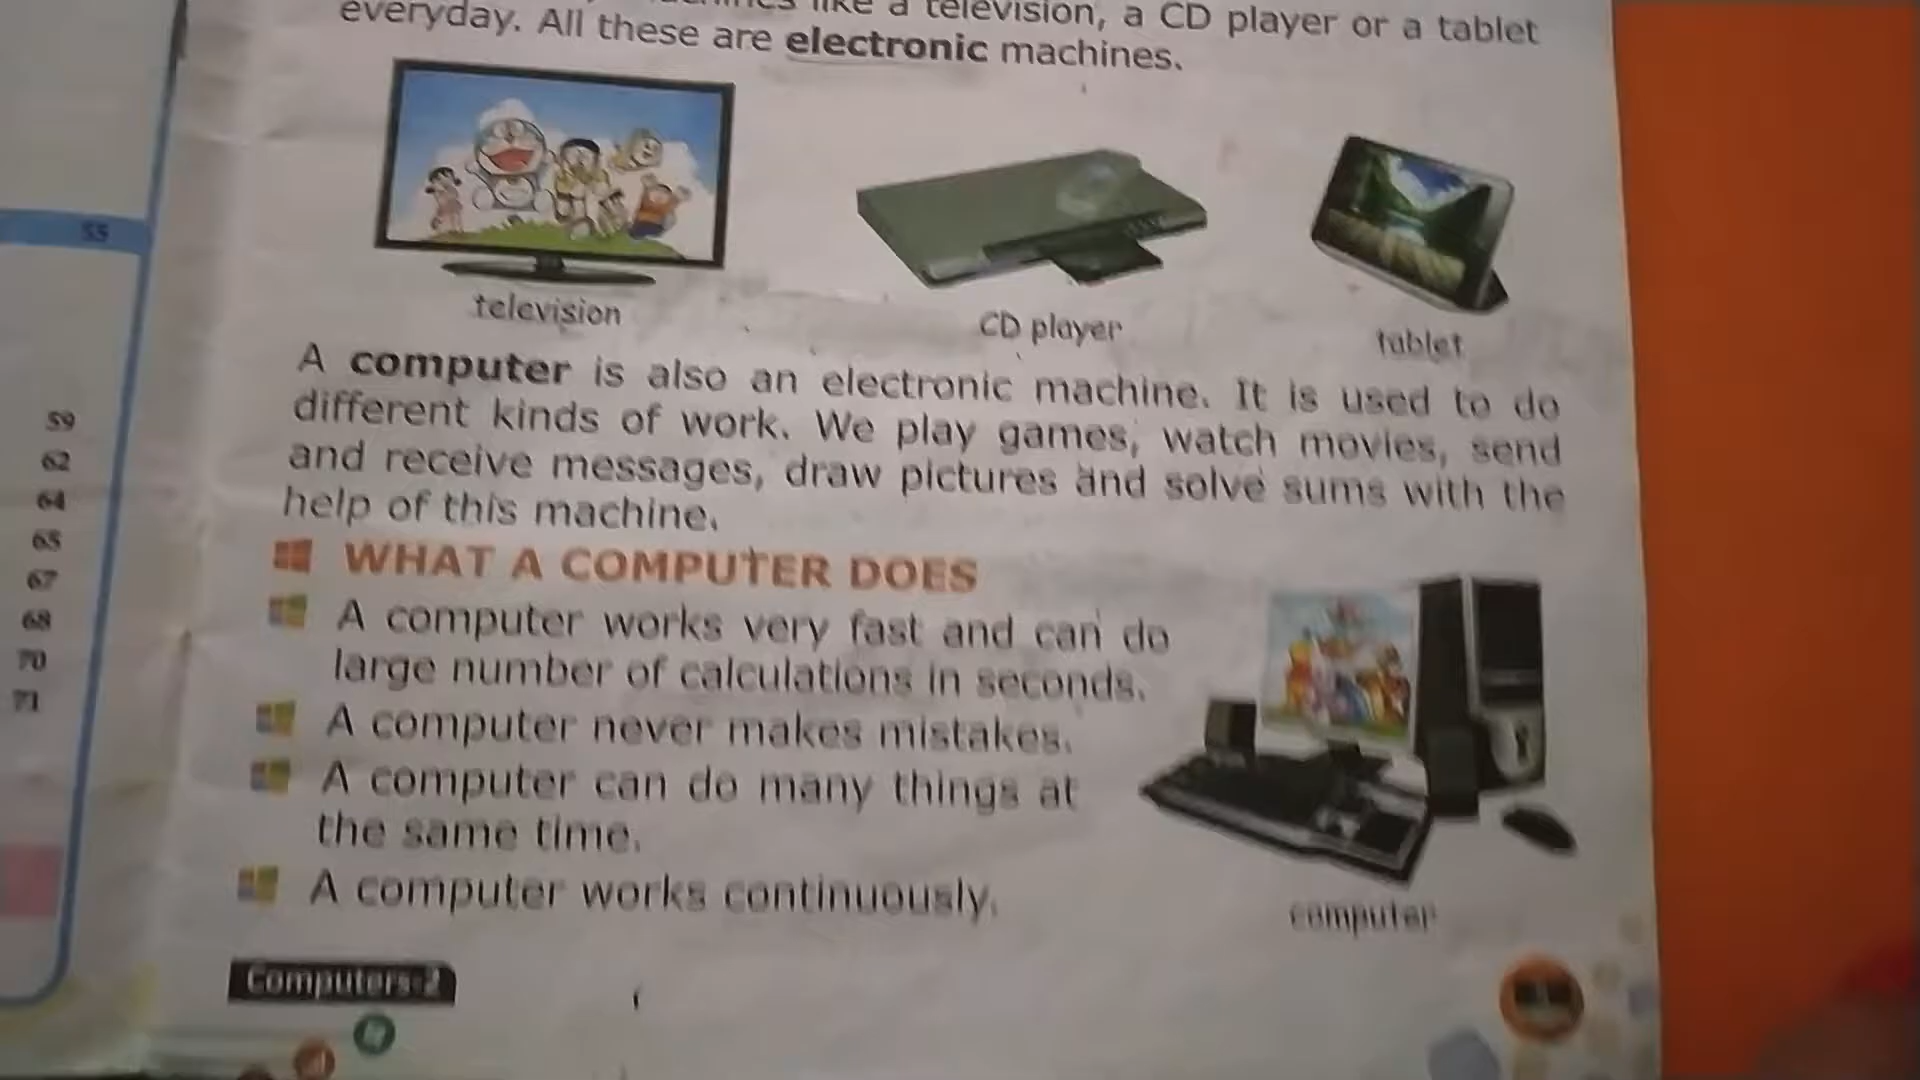 like a television, a CD player or a tablet
everyday. All these are electronic machines.
television
CD player
tablet
A computer is also an electronic machine. It is used to do
different kinds of work. We play games, watch movies, send
and receive messages, draw pictures and solve sums with the
help of this machine.
WHAT A COMPUTER DOES
A computer works very fast and can do
large number of calculations in seconds.
A computer never makes mistakes.
A computer can do many things at
the same time.
A computer works continuously.
computer
Computers-2
55
59
62
64
65
67
68
70
71